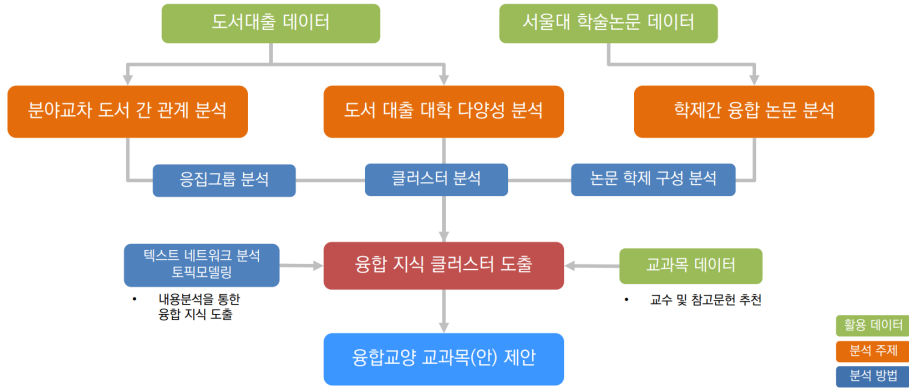 도서대출 데이터
서울대 학술논문 데이터
분야교차 도서 간 관계 분석
도서 대출 대학 다양성 분석
학제간 융합 논문 분석
응집그룹 분석
클러스터 분석
논문 학제 구성 분석
텍스트 네트워크 분석
토픽모델링
융합 지식 클러스터 도출
교과목 데이터
• 내용분석을 통한
융합 지식 도출
• 교수 및 참고문헌 추천
융합교양 교과목(안) 제안
활용 데이터
분석 주제
분석 방법